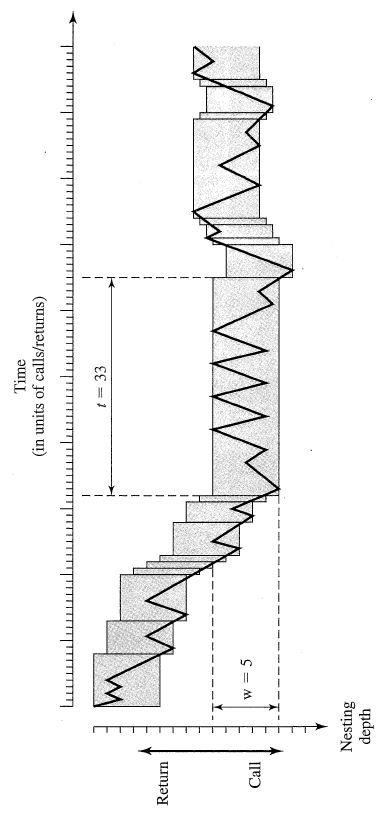 Time
(in units of calls/returns)
t = 33
w = 5
Return
Call
Nesting
depth